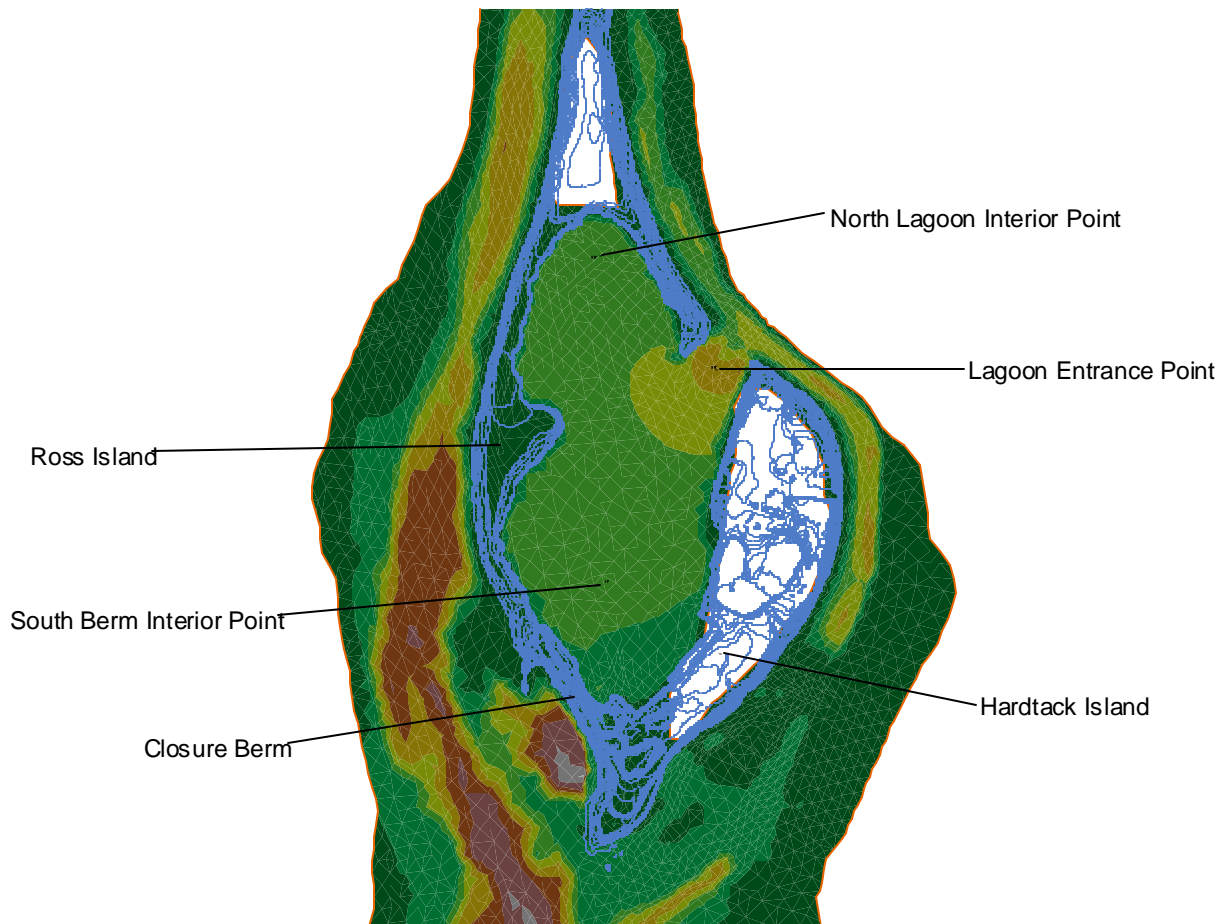 North Lagoon Interior Point
Lagoon Entrance Point
Ross Island
South Berm Interior Point
Hardtack Island
Closure Berm